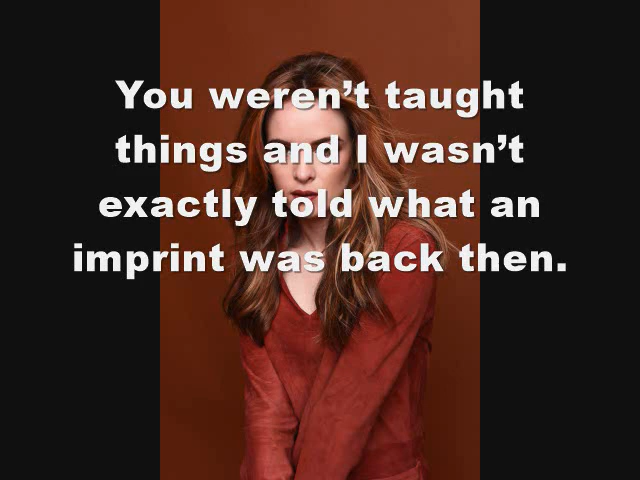 You weren’t taught
things and I wasn’t
exactly told what an
imprint was back then.